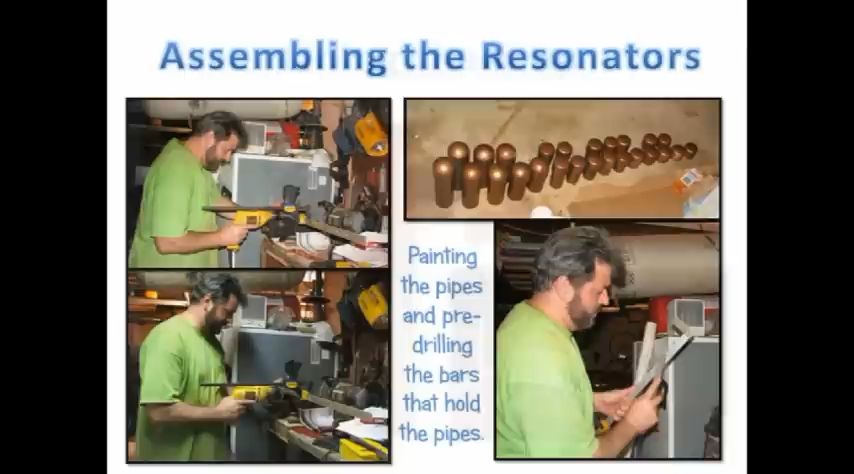 Assembling the Resonators
Painting
the pipes
and pre-
drilling
the bars
that hold
the pipes.